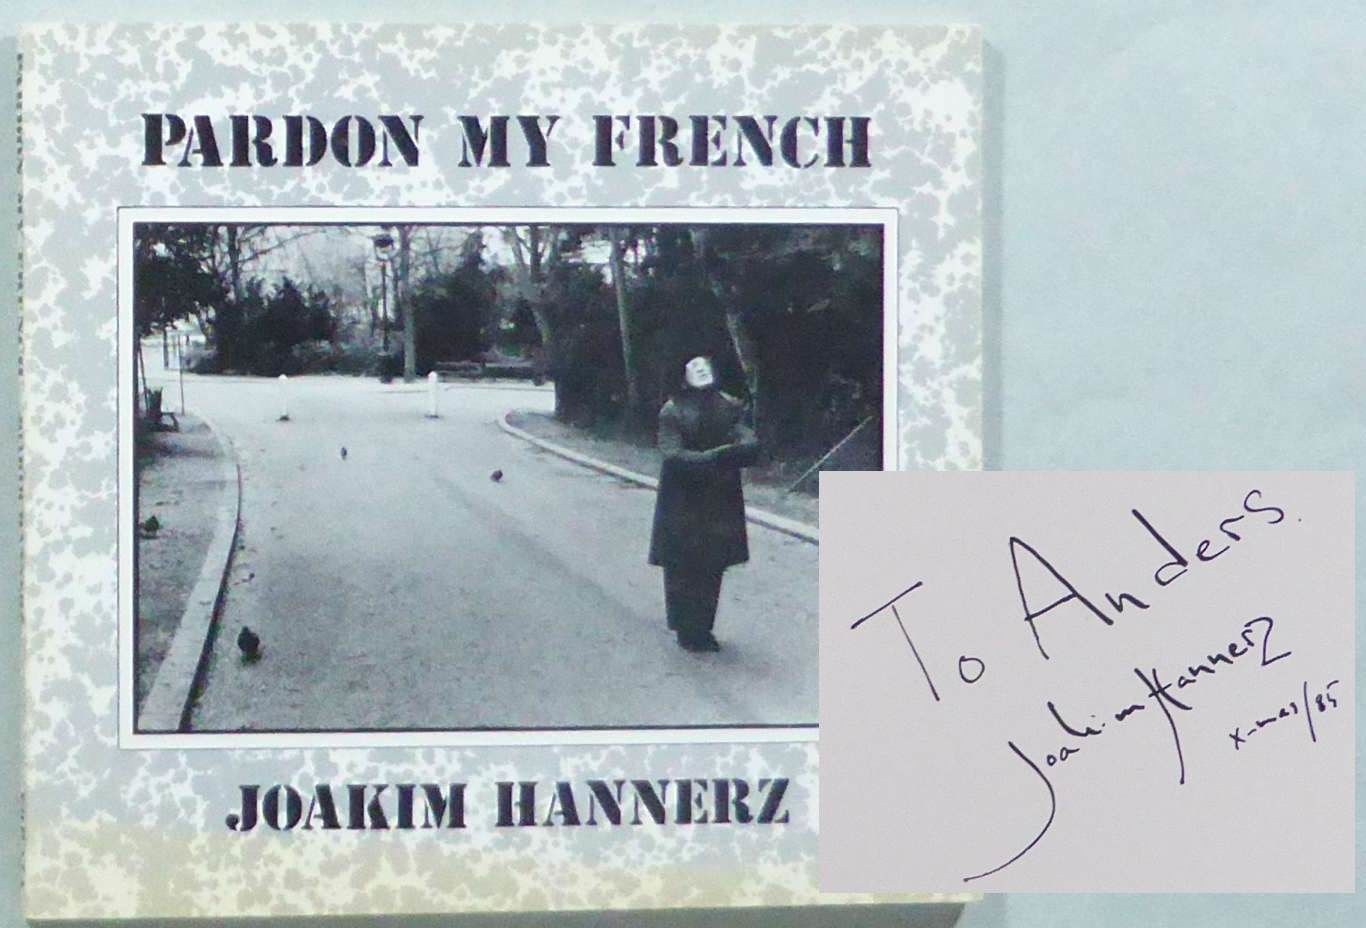 PARDON MY FRENCH
JOAKIM HANNERZ
To Anders
Joakim Hannerz
x-mas/85